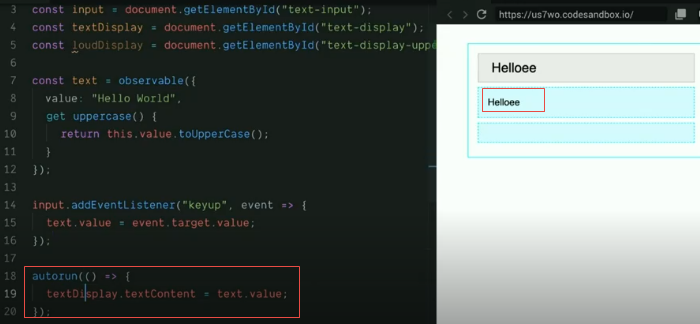 3 const input = document.getElementById("text-input");
4 const textDisplay = document.getElementById("text-display");
5 const loudDisplay = document.getElementById("text-display-uppe
6
7 const text = observable({
8 value: "Hello World",
9 get uppercase() {
10 return this.value.toUpperCase();
11 }
12 });
13
14 input.addEventListener("keyup", event => {
15 text.value = event.target.value;
16 });
17
18 autorun(() => {
19 textDisplay.textContent = text.value;
20 });
https://us7wo.codesandbox.io/
Helloee
Helloee